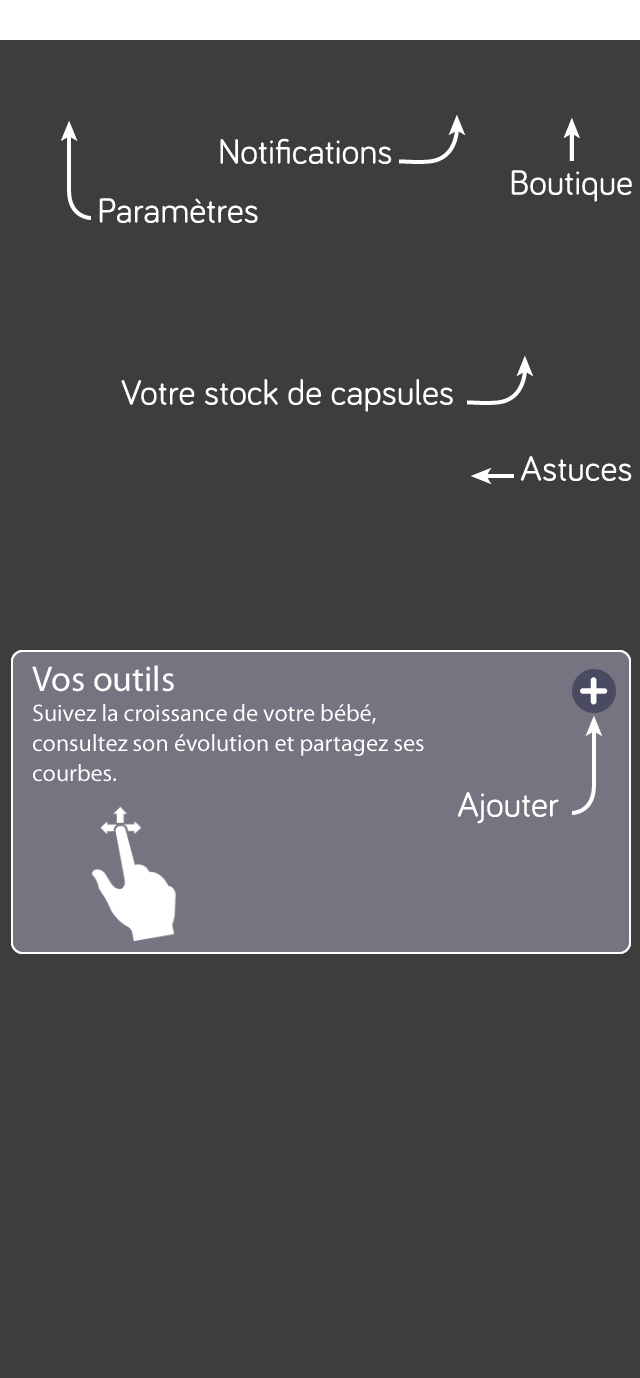 Notifications
Boutique
Paramètres
Votre stock de capsules
Astuces
Vos outils
Suivez la croissance de votre bébé,
consultez son évolution et partagez ses
courbes.
Ajouter